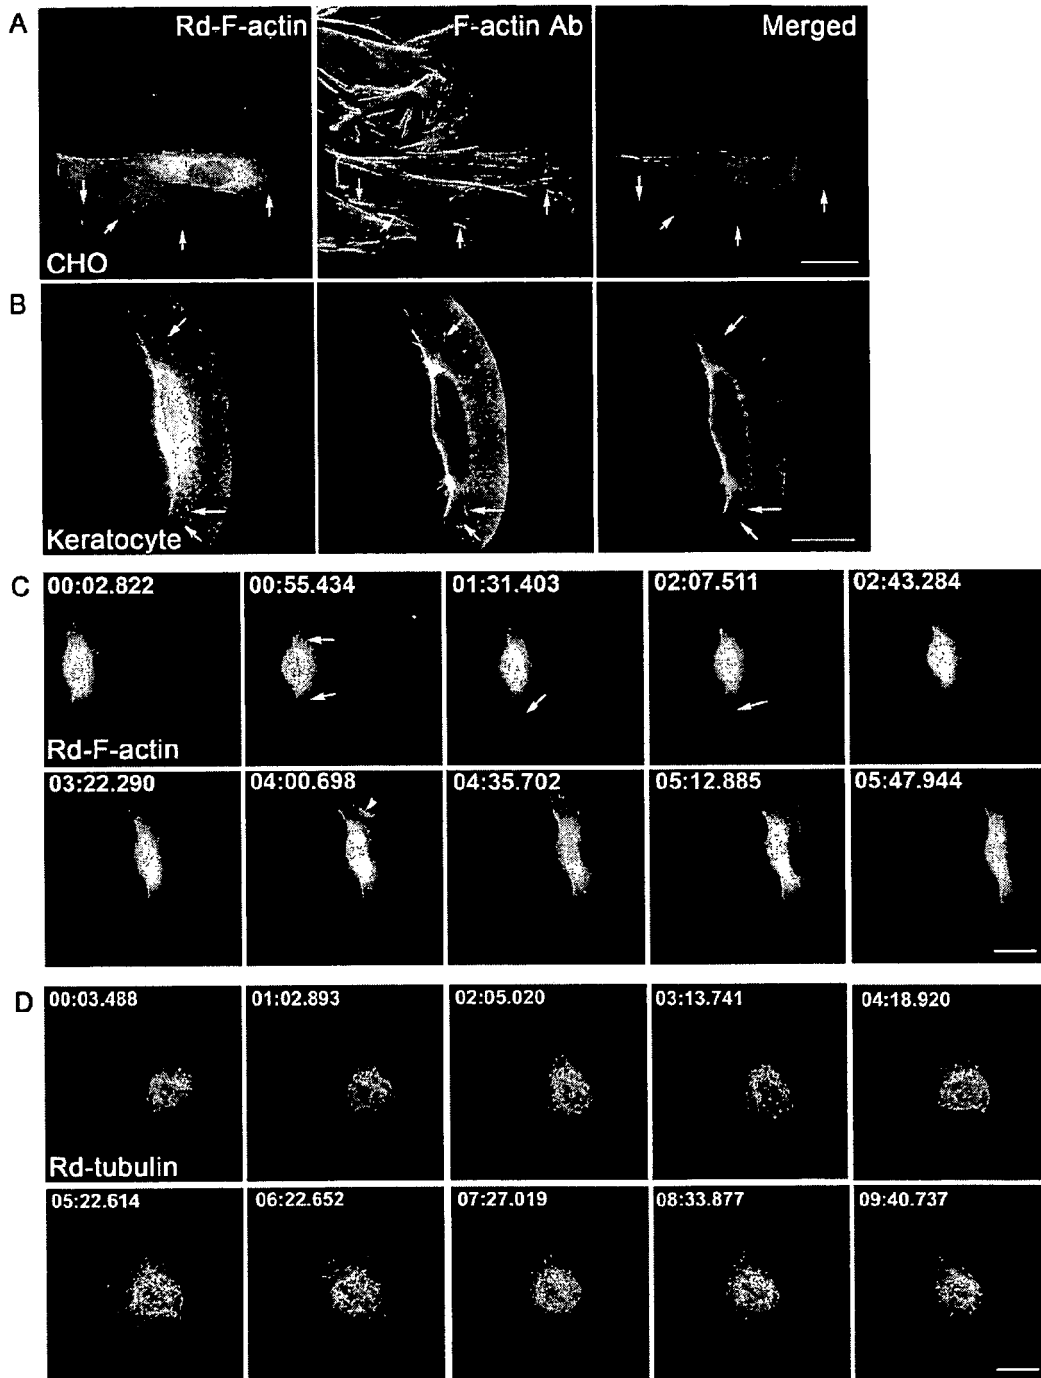 A
Rd-F-actin
F-actin Ab
Merged
CHO
B
Keratocyte
C
00:02.822
00:55.434
01:31.403
02:07.511
02:43.284
Rd-F-actin
03:22.290
04:00.698
04:35.702
05:12.885
05:47.944
D
00:03.488
01:02.893
02:05.020
03:13.741
04:18.920
Rd-tubulin
05:22.614
06:22.652
07:27.019
08:33.877
09:40.737